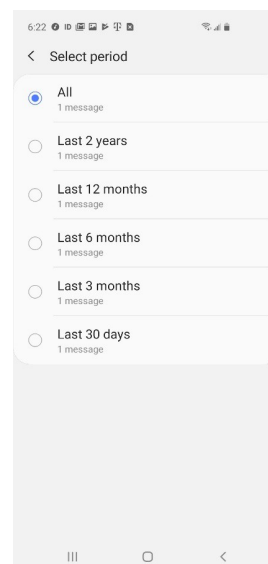 6:22
Select period
All
1 message
Last 2 years
1 message
Last 12 months
1 message
Last 6 months
1 message
Last 3 months
1 message
Last 30 days
1 message